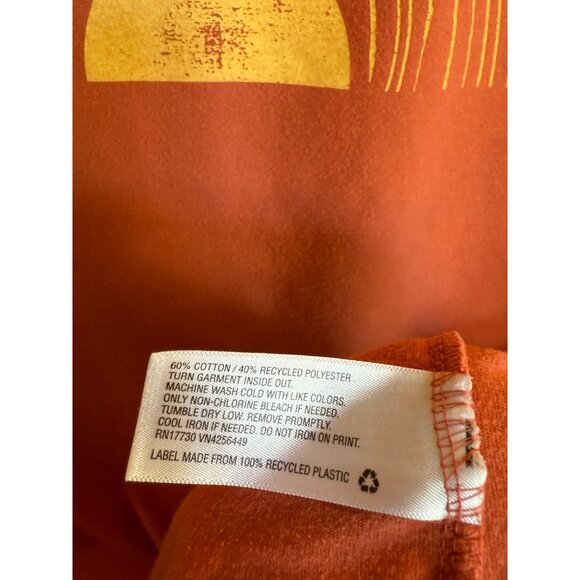 60% COTTON / 40% RECYCLED POLYESTER
TURN GARMENT INSIDE OUT.
MACHINE WASH COLD WITH LIKE COLORS.
ONLY NON-CHLORINE BLEACH IF NEEDED.
TUMBLE DRY LOW. REMOVE PROMPTLY.
COOL IRON IF NEEDED. DO NOT IRON ON PRINT.
RN17730 VN4256449
LABEL MADE FROM 100% RECYCLED PLASTIC